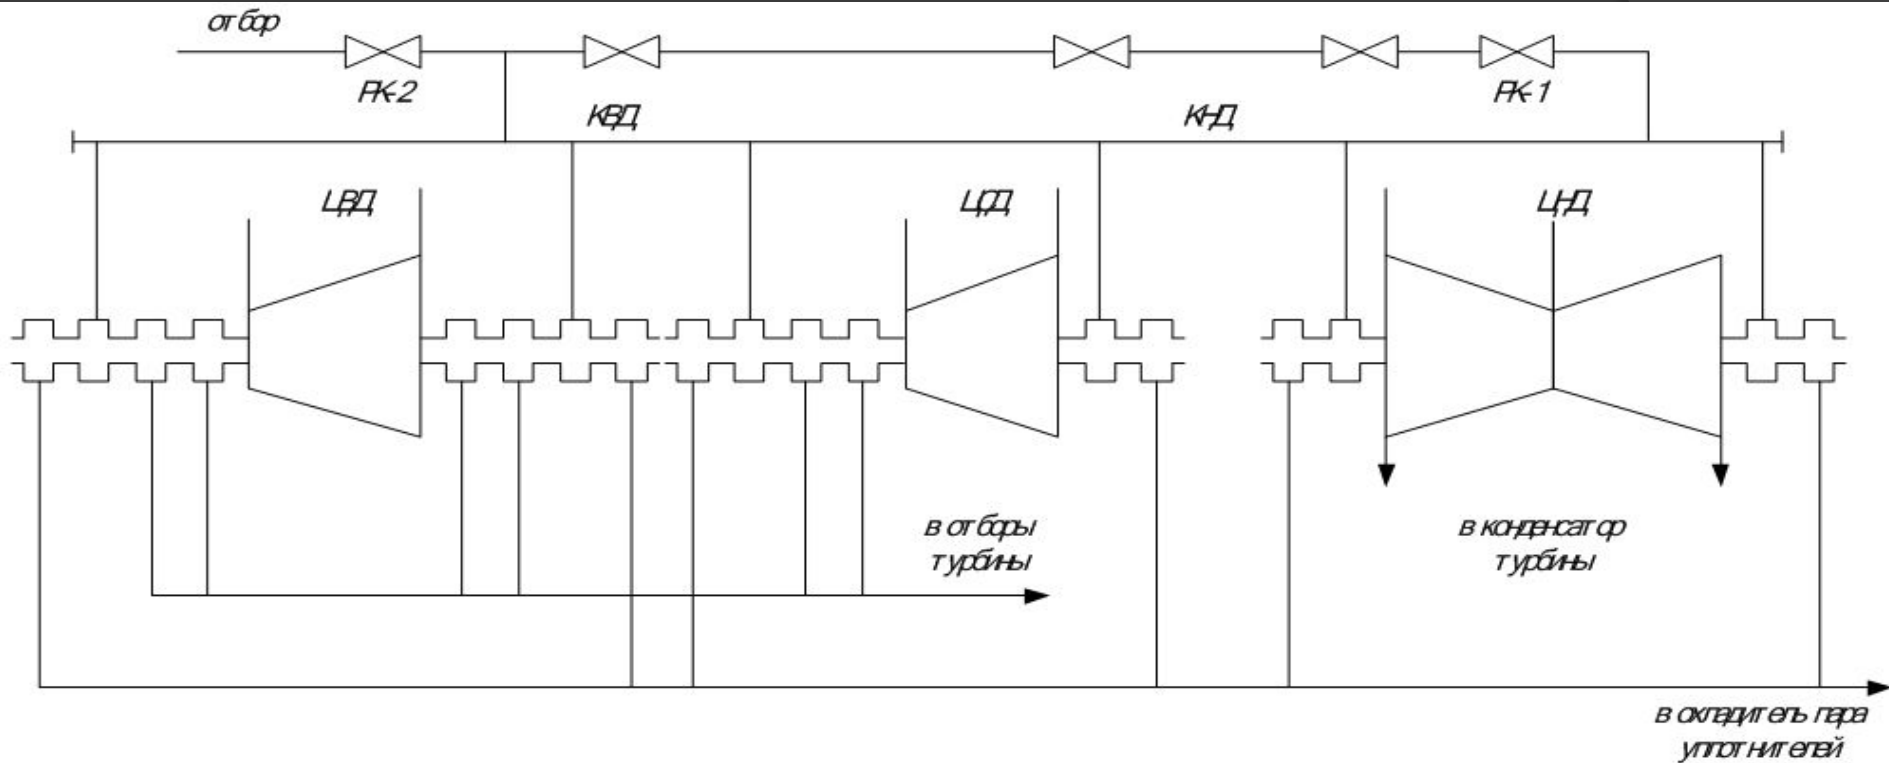 отбор
РК-2
РК-1
КВД
КНД
ЦВД
ЦСД
ЦНД
в отборы
турбины
в конденсатор
турбины
в охладитель пара
уплотнителей